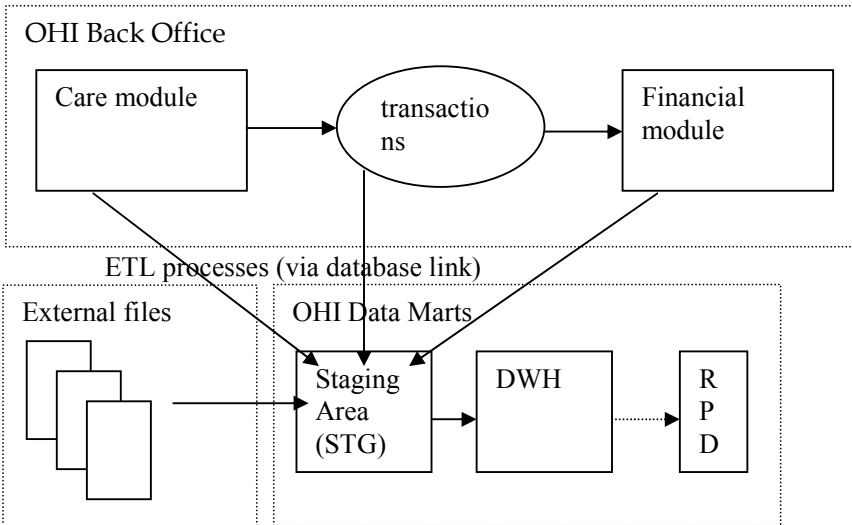 OHI Back Office
Care module
transactio
ns
Financial
module
ETL processes (via database link)
External files
OHI Data Marts
Staging
Area
(STG)
DWH
R
P
D